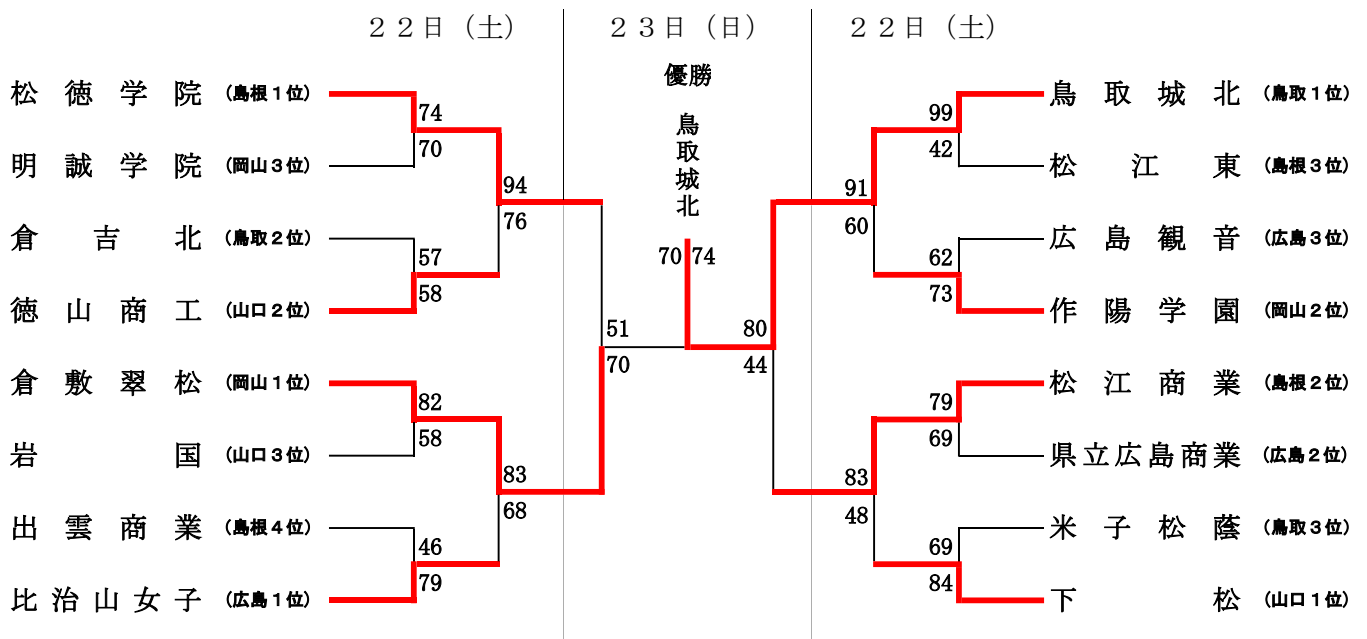 ２２日（土）
２３日（日）
２２日（土）
優勝
鳥取城北
松徳学院 （島根１位）
74
70
明誠学院 （岡山３位）
94
76
倉吉北 （鳥取２位）
57
58
徳山商工 （山口２位）
51
70
倉敷翠松 （岡山１位）
82
58
岩国 （山口３位）
83
68
出雲商業 （島根４位）
46
79
比治山女子 （広島１位）
70 74
鳥取城北 （鳥取１位）
99
42
松江東 （島根３位）
91
60
広島観音 （広島３位）
62
73
作陽学園 （岡山２位）
80
44
松江商業 （島根２位）
79
69
県立広島商業 （広島２位）
83
48
米子松蔭 （鳥取３位）
69
84
下松 （山口１位）